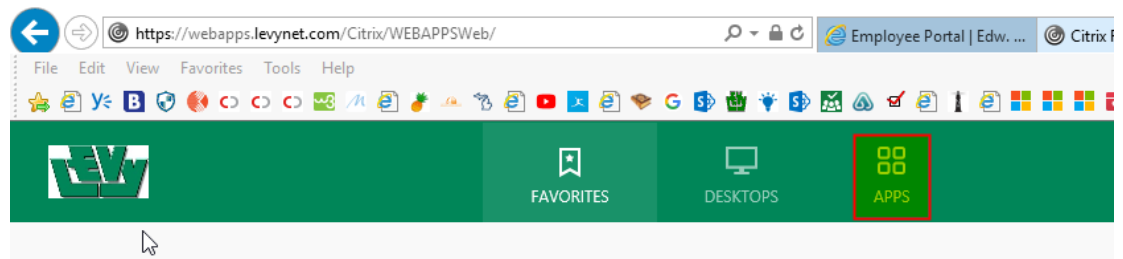 https://webapps.levynet.com/Citrix/WEBAPPSWeb/
Employee Portal | Edw. ...
Citrix
File Edit View Favorites Tools Help
LEVY
FAVORITES
DESKTOPS
APPS